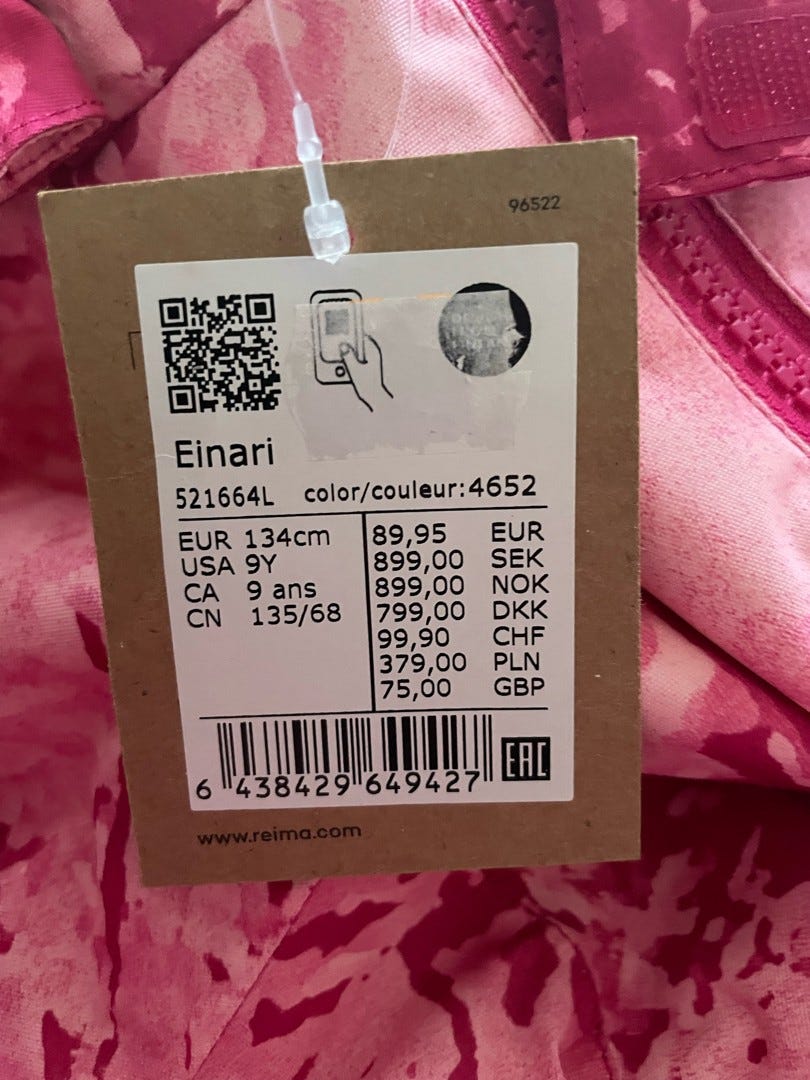 96522
Einari
521664L color/couleur:4652
EUR 134cm
USA 9Y
CA 9 ans
CN 135/68
89,95 EUR
899,00 SEK
899,00 NOK
799,00 DKK
99,90 CHF
379,00 PLN
75,00 GBP
6 438429 649427
EAC
www.reima.com